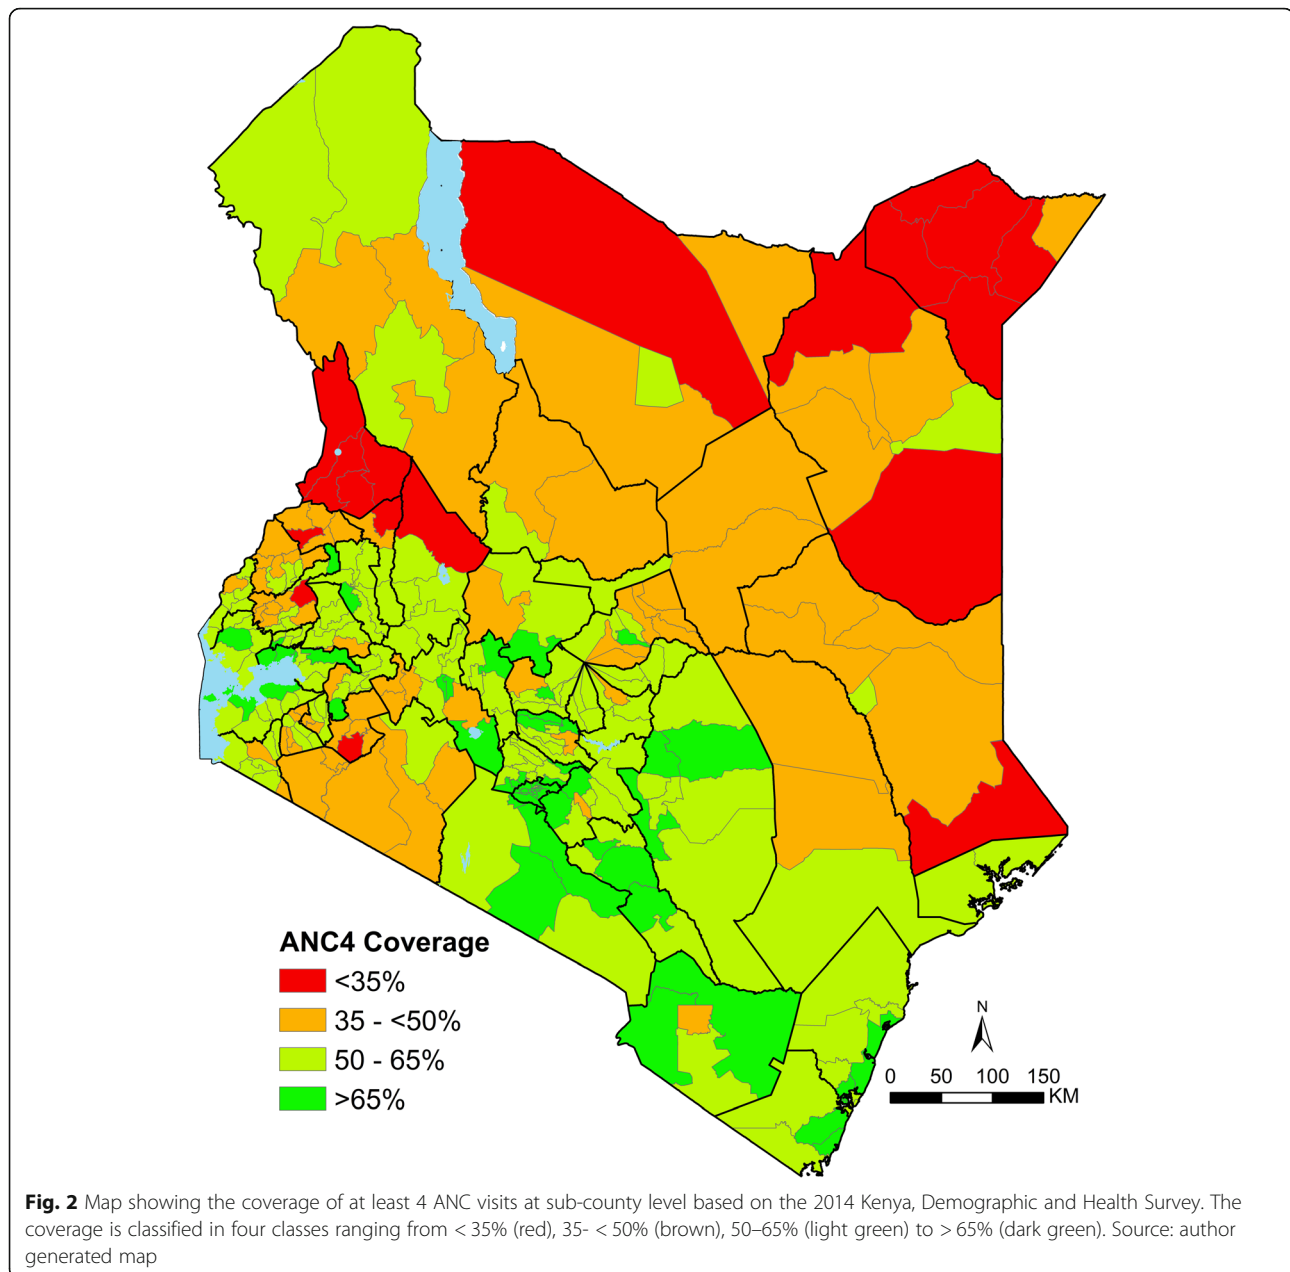 ANC4 Coverage
<35%
35 - <50%
50 - 65%
>65%
N
0 50 100 150
KM
Fig. 2 Map showing the coverage of at least 4 ANC visits at sub-county level based on the 2014 Kenya, Demographic and Health Survey. The
coverage is classified in four classes ranging from < 35% (red), 35- < 50% (brown), 50–65% (light green) to > 65% (dark green). Source: author
generated map